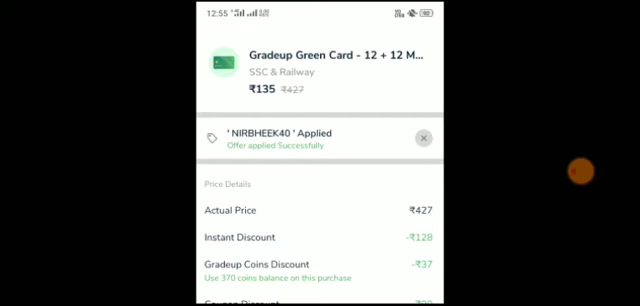 12:55
90
Gradeup Green Card - 12 + 12 M...
SSC & Railway
₹135 ₹427
' NIRBHEEK40 ' Applied
Offer applied Successfully
Price Details
Actual Price ₹427
Instant Discount -₹128
Gradeup Coins Discount -₹37
Use 370 coins balance on this purchase